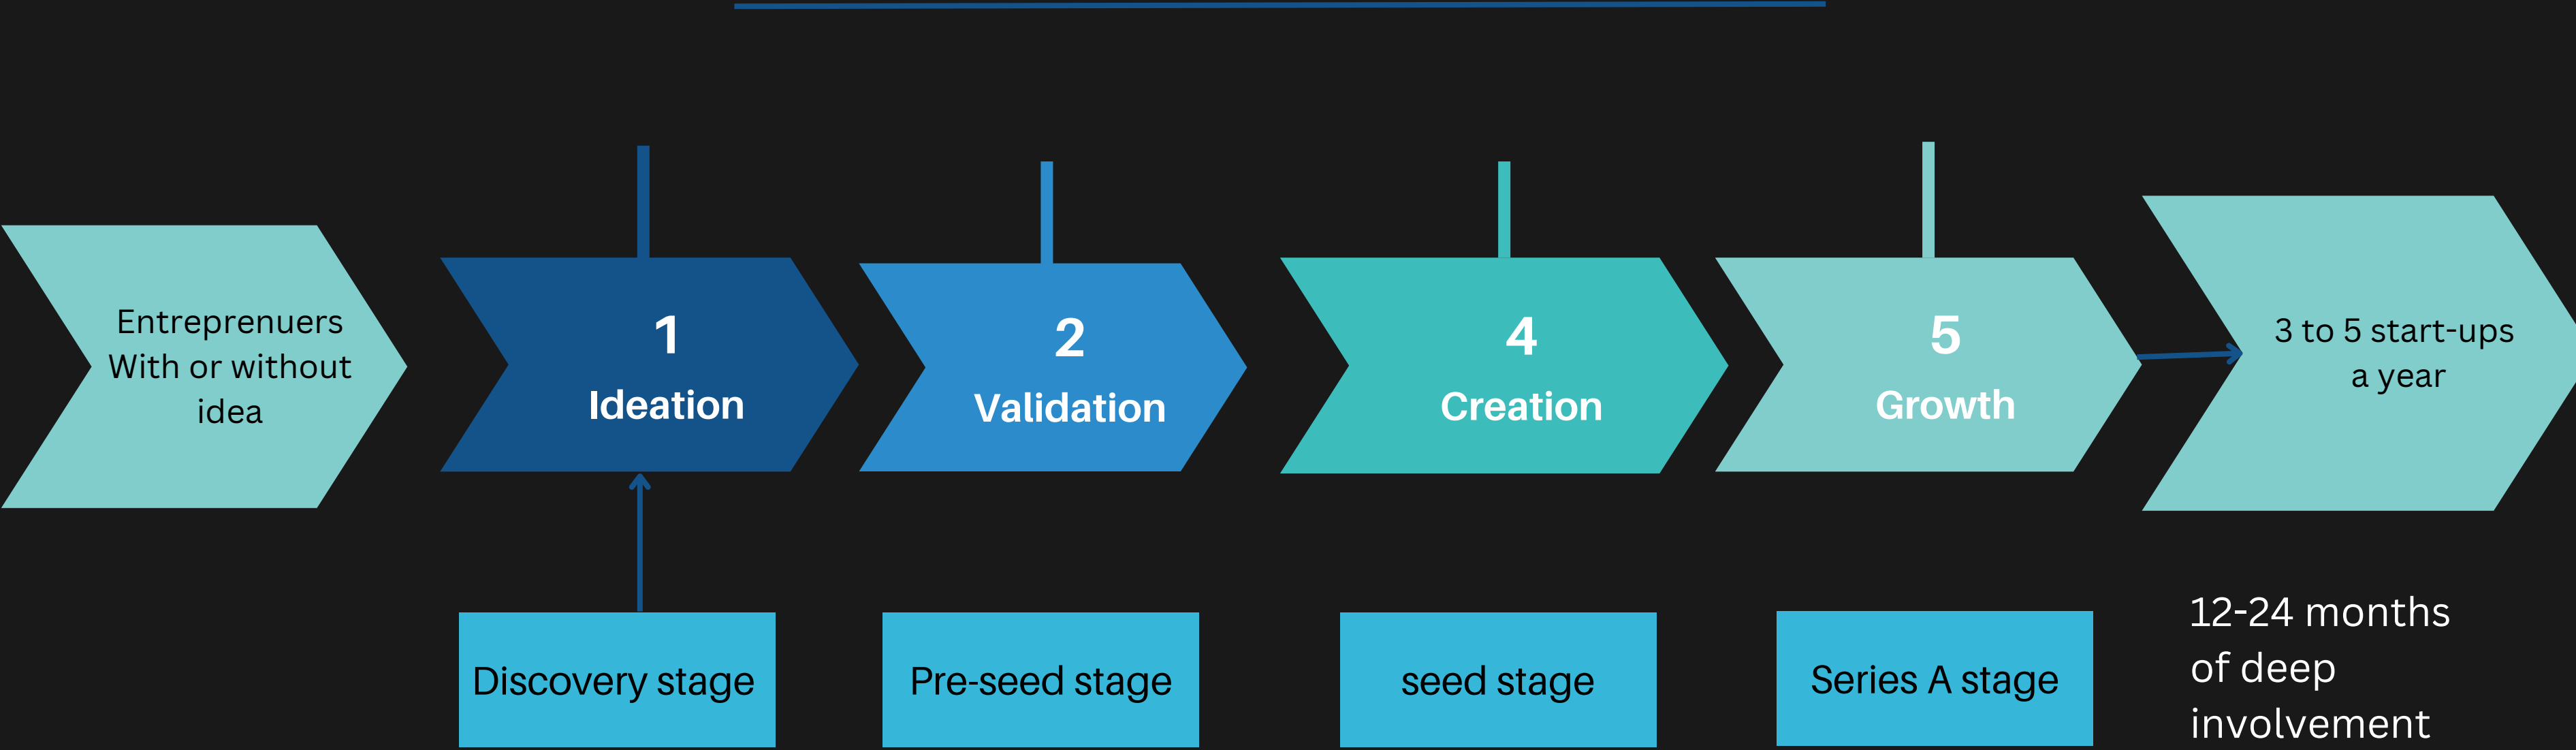 Entreprenuers
With or without
idea
1
Ideation
2
Validation
4
Creation
5
Growth
3 to 5 start-ups
a year
Discovery stage
Pre-seed stage
seed stage
Series A stage
12-24 months
of deep
involvement